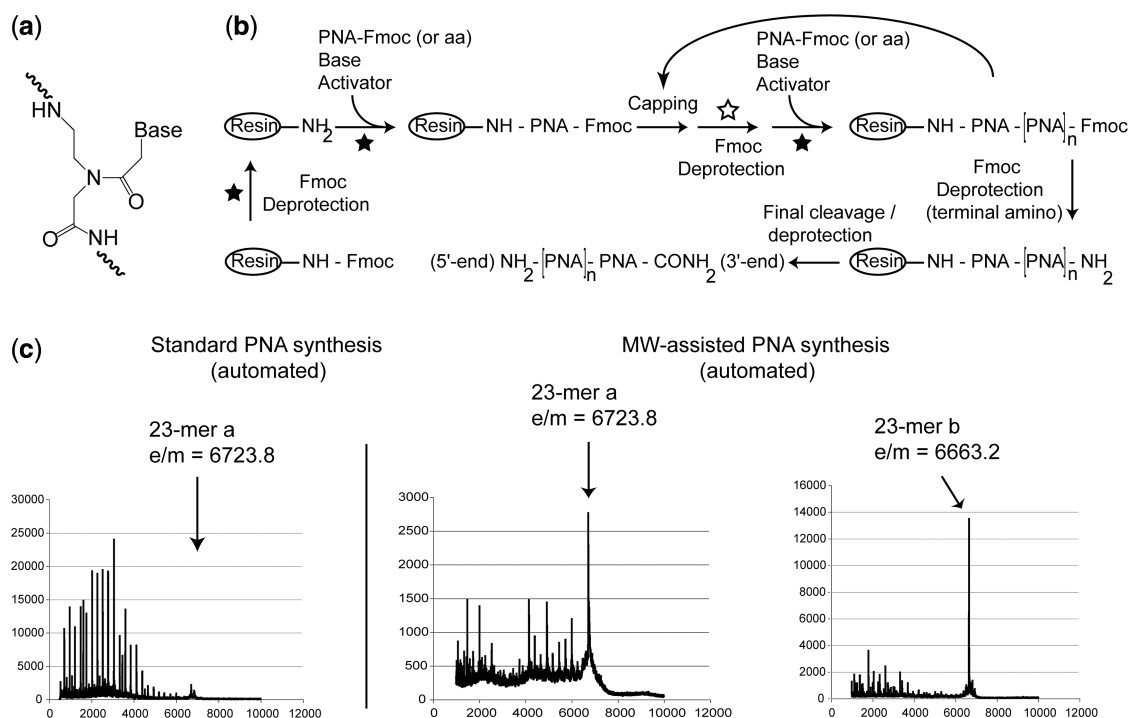 (a)
(b)
HN
Base
N
O
O
NH
PNA-Fmoc (or aa)
Base
Activator
PNA-Fmoc (or aa)
Base
Activator
Resin NH2
Resin NH - PNA - Fmoc
Capping
Fmoc
Deprotection
Resin NH - PNA -[PNA]n- Fmoc
Fmoc
Deprotection
Fmoc
Deprotection
(terminal amino)
Final cleavage /
deprotection
Resin NH - Fmoc
(5'-end) NH2-[PNA]n- PNA - CONH2 (3'-end)
Resin NH - PNA -[PNA]n- NH2
(c)
Standard PNA synthesis
(automated)
MW-assisted PNA synthesis
(automated)
23-mer a
e/m = 6723.8
23-mer a
e/m = 6723.8
23-mer b
e/m = 6663.2
30000
25000
20000
15000
10000
5000
0
0 2000 4000 6000 8000 10000 12000
3000
2500
2000
1500
1000
500
0
0 2000 4000 6000 8000 10000 12000
16000
14000
12000
10000
8000
6000
4000
2000
0
0 2000 4000 6000 8000 10000 12000